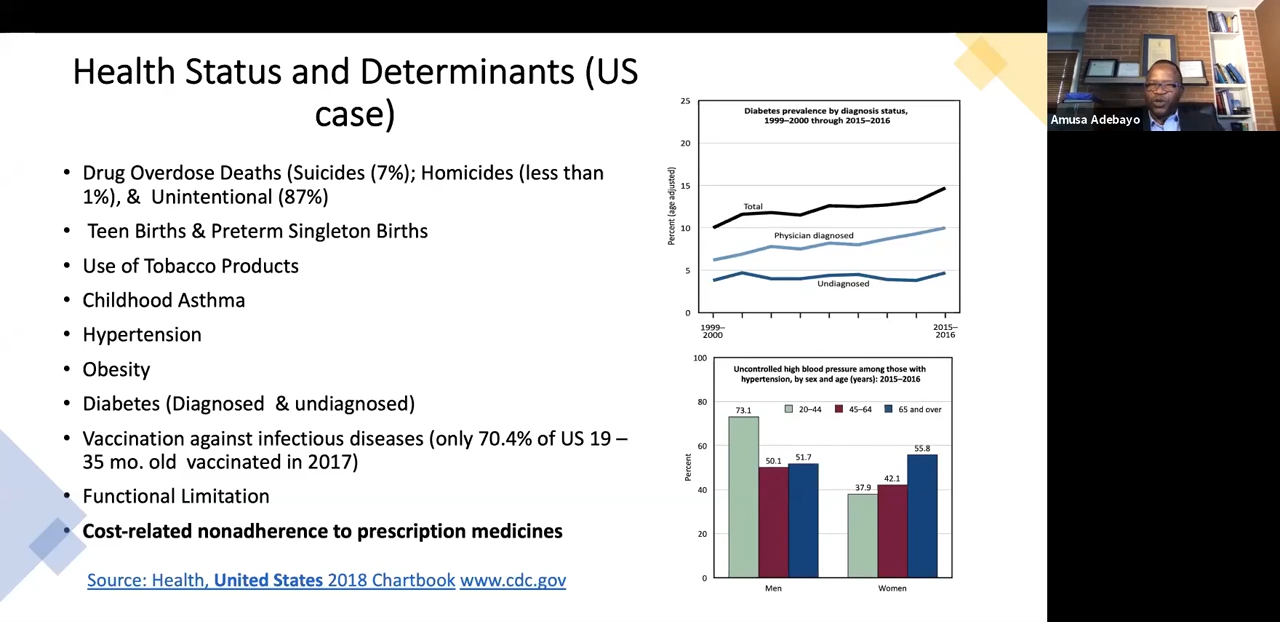 Health Status and Determinants (US
case)
• Drug Overdose Deaths (Suicides (7%); Homicides (less than
1%), & Unintentional (87%)
• Teen Births & Preterm Singleton Births
• Use of Tobacco Products
• Childhood Asthma
• Hypertension
• Obesity
• Diabetes (Diagnosed & undiagnosed)
• Vaccination against infectious diseases (only 70.4% of US 19 –
35 mo. old vaccinated in 2017)
• Functional Limitation
• Cost-related nonadherence to prescription medicines
Source: Health, United States 2018 Chartbook www.cdc.gov
Diabetes prevalence by diagnosis status,
1999–2000 through 2015–2016
Percent (age adjusted)
25
20
15
10
5
0
Total
Physician diagnosed
Undiagnosed
1999–
2000
2015–
2016
Uncontrolled high blood pressure among those with
hypertension, by sex and age (years): 2015–2016
20–44
45–64
65 and over
Percent
100
80
60
40
20
0
73.1
50.1
51.7
37.9
42.1
55.8
Men
Women
Amusa Adebayo